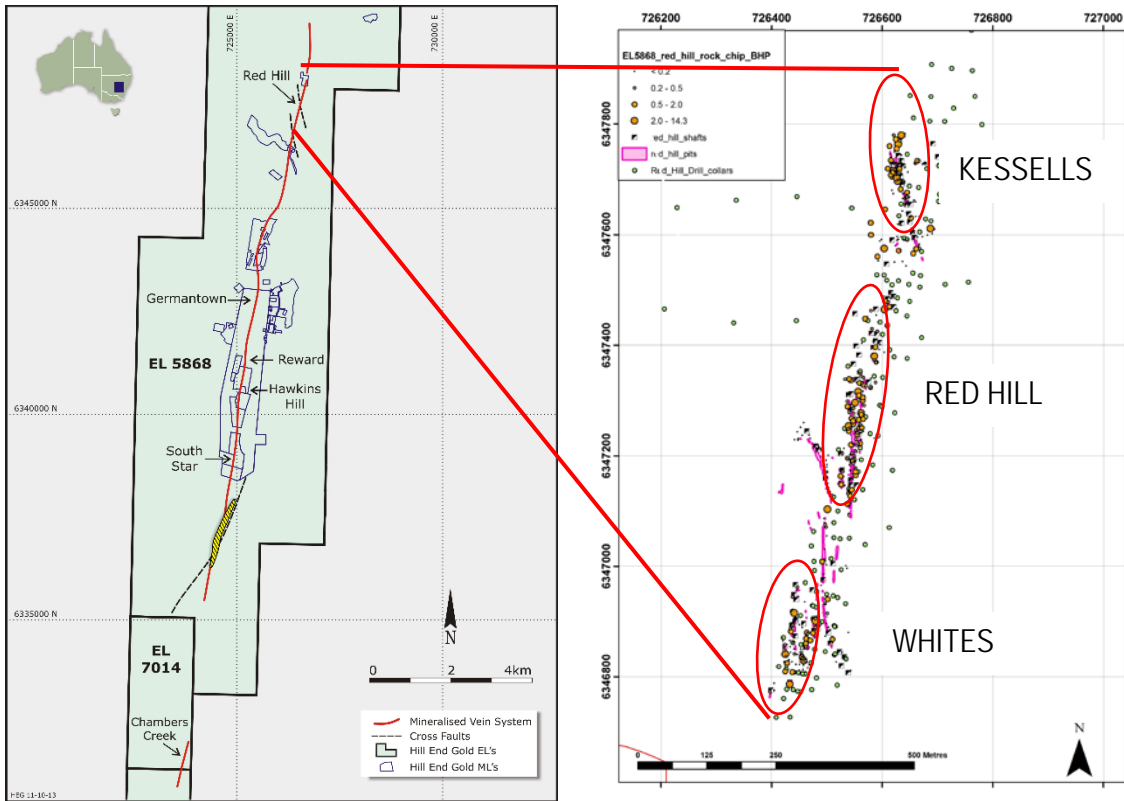 725000 E
730000 E
Red Hill
6345000 N
Germantown
EL 5868
Reward
Hawkins
Hill
6340000 N
South
Star
6335000 N
EL
7014
N
0 2 4km
Chambers
Creek
Mineralised Vein System
Cross Faults
Hill End Gold EL's
Hill End Gold ML's
HEG 11-10-13
726200 726400 726600 726800 727000
EL5868_red_hill_rock_chip_BHP
< 0.2
0.2 - 0.5
0.5 - 2.0
2.0 - 14.3
red_hill_shafts
red_hill_pits
Red_Hill_Drill_collars
6347800
KESSELLS
6347600
6347400
RED HILL
6347200
6347000
WHITES
6346800
N
0 125 250 500 Metres